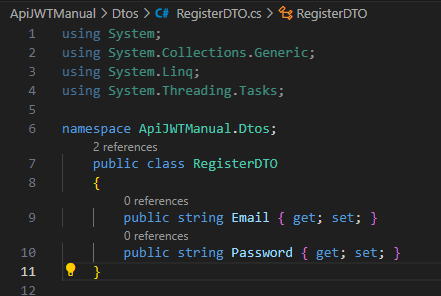 ApiJWTManual > Dtos > C# RegisterDTO.cs > RegisterDTO
1 using System;
2 using System.Collections.Generic;
3 using System.Linq;
4 using System.Threading.Tasks;
5
6 namespace ApiJWTManual.Dtos;
2 references
7 public class RegisterDTO
8 {
0 references
9 public string Email { get; set; }
0 references
10 public string Password { get; set; }
11 }
12